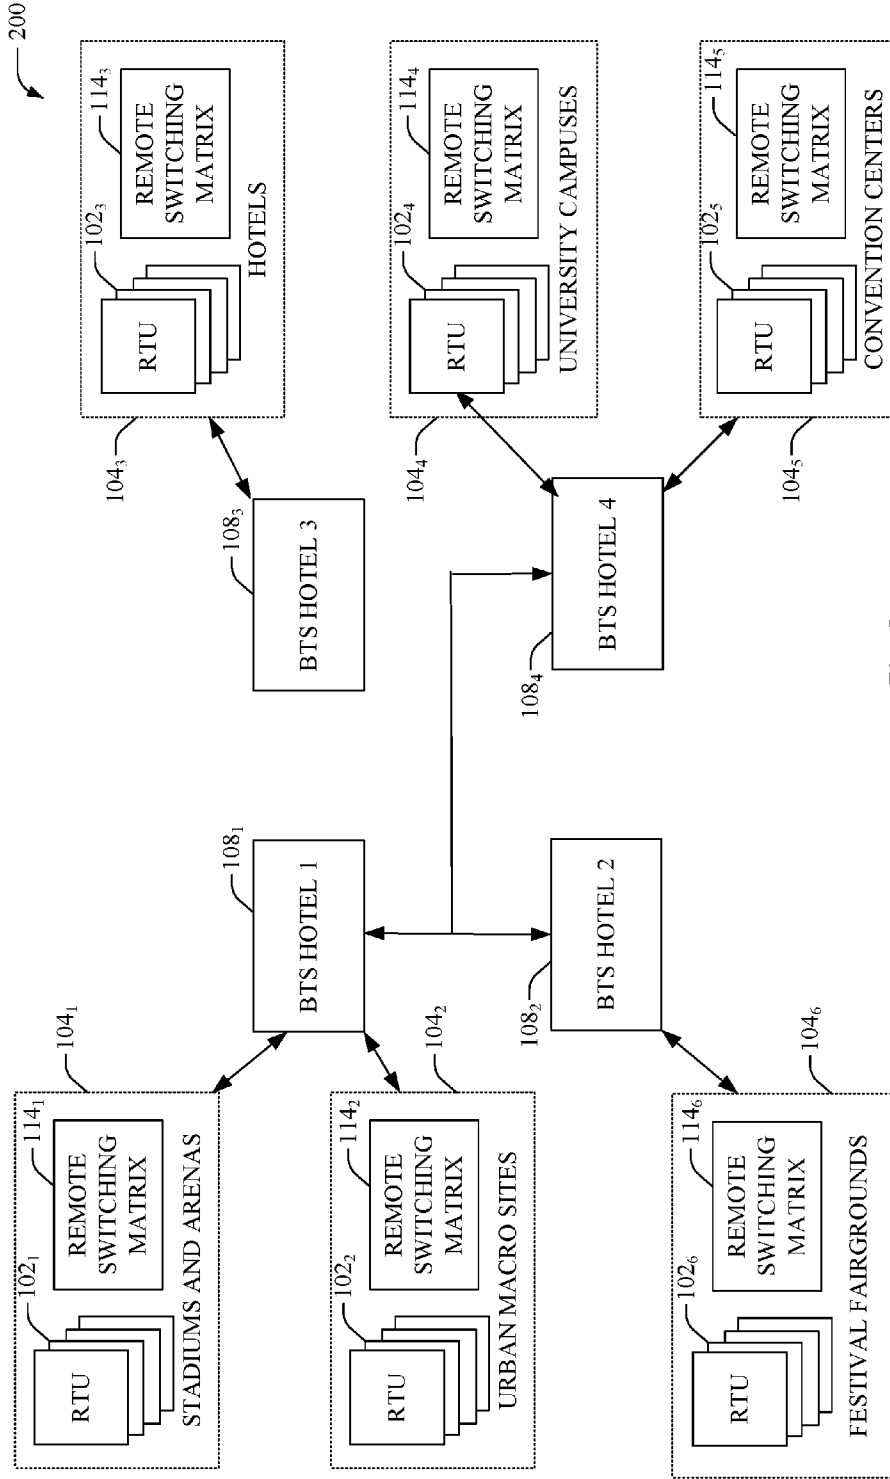 200
104₁
114₁
102₁
RTU
REMOTE
SWITCHING
MATRIX
STADIUMS AND ARENAS
104₂
114₂
102₂
RTU
REMOTE
SWITCHING
MATRIX
URBAN MACRO SITES
104₆
114₆
102₆
RTU
REMOTE
SWITCHING
MATRIX
FESTIVAL FAIRGROUNDS
108₁
BTS HOTEL 1
108₂
BTS HOTEL 2
108₃
BTS HOTEL 3
108₄
BTS HOTEL 4
104₃
102₃
114₃
RTU
REMOTE
SWITCHING
MATRIX
HOTELS
104₄
102₄
114₄
RTU
REMOTE
SWITCHING
MATRIX
UNIVERSITY CAMPUSES
104₅
102₅
114₅
RTU
REMOTE
SWITCHING
MATRIX
CONVENTION CENTERS